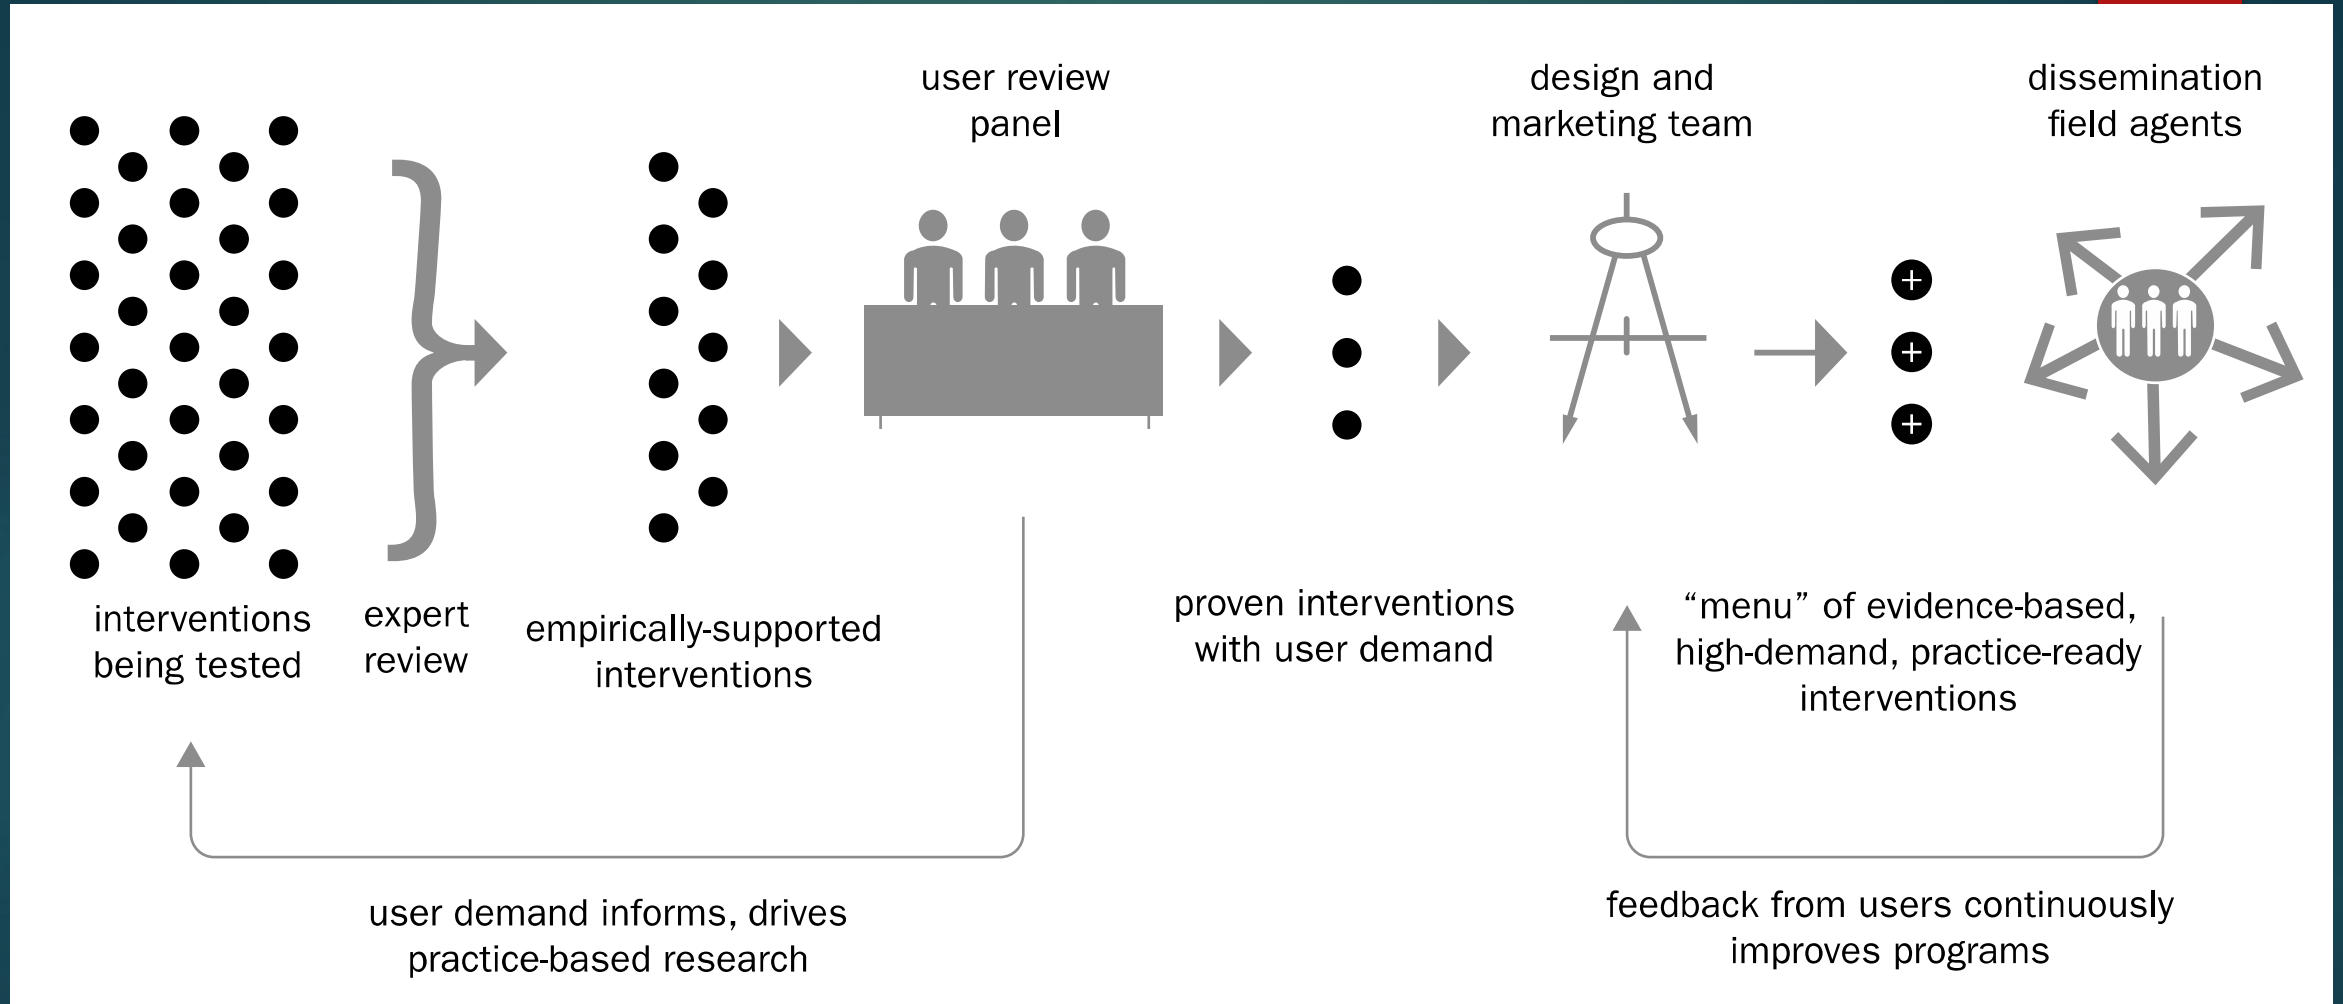 user review
panel
design and
marketing team
dissemination
field agents
interventions
being tested
expert
review
empirically-supported
interventions
proven interventions
with user demand
“menu” of evidence-based,
high-demand, practice-ready
interventions
user demand informs, drives
practice-based research
feedback from users continuously
improves programs